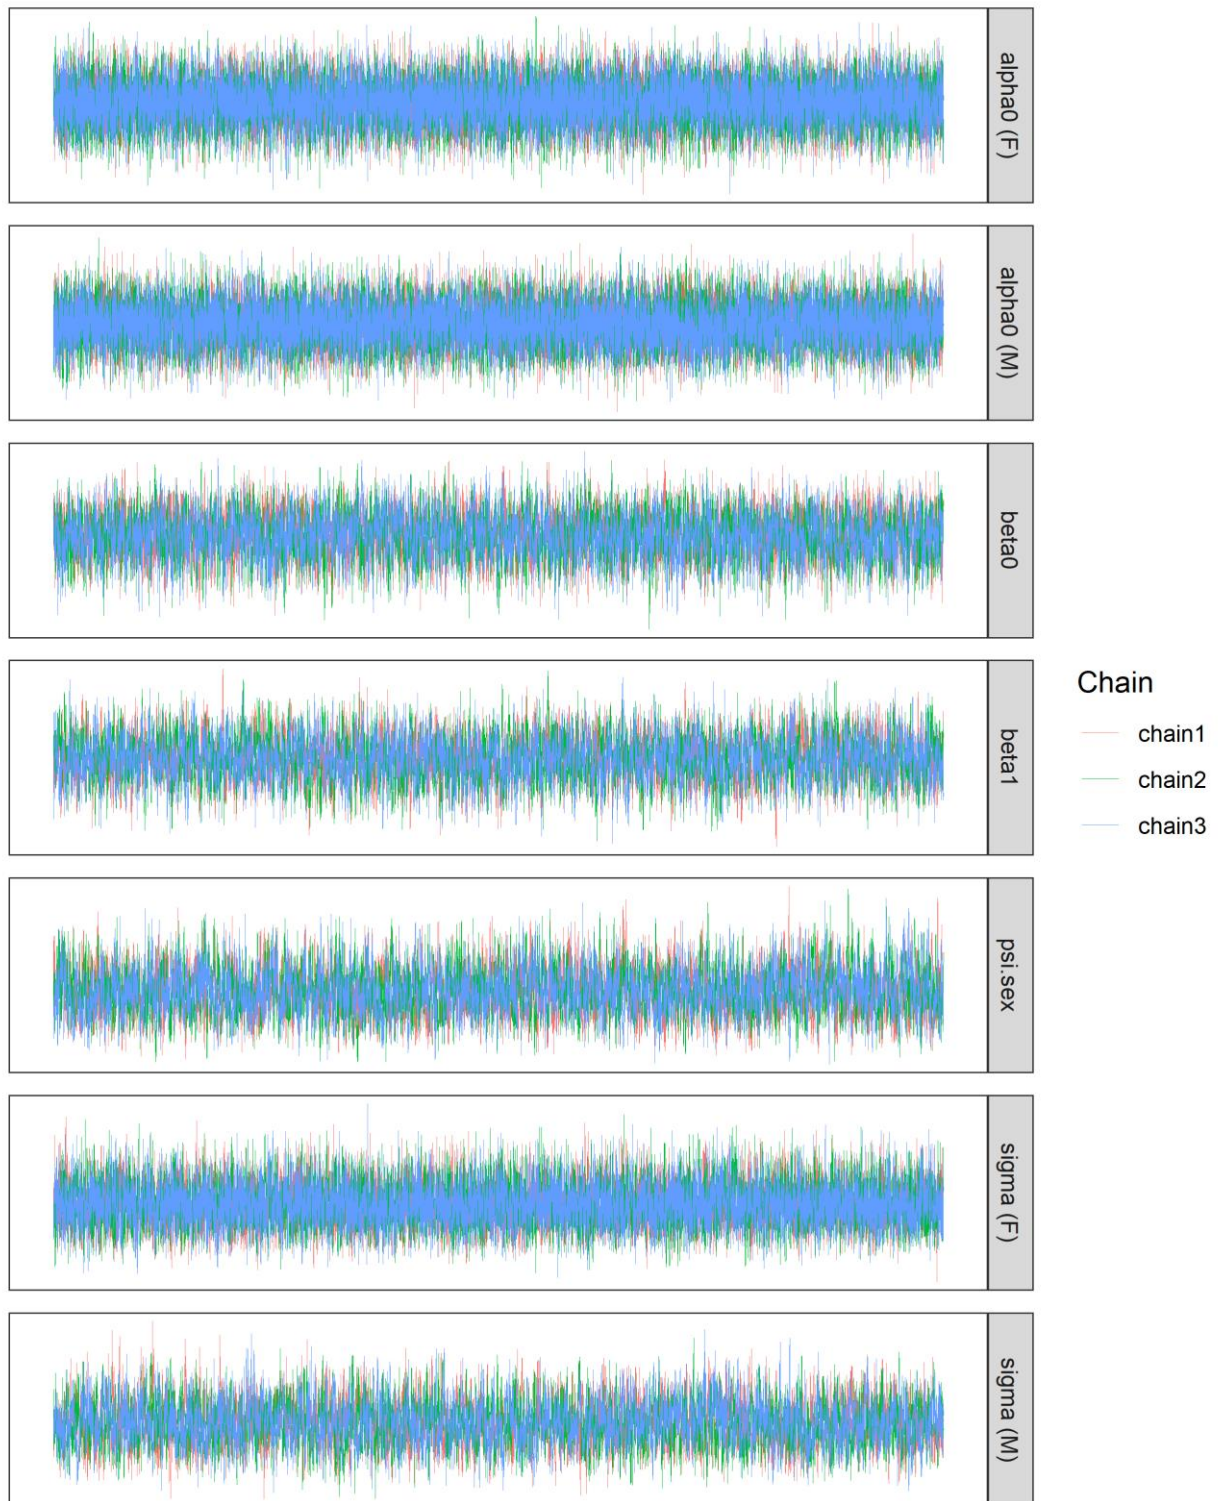 alpha0 (F)
alpha0 (M)
beta0
beta1
psi.sex
sigma (F)
sigma (M)
Chain
chain1
chain2
chain3